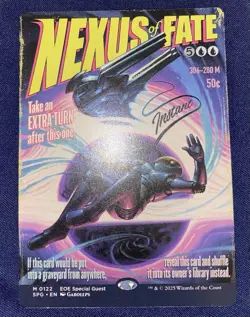 NEXUS of FATE
5
306-280 M
50¢
Take an
EXTRA TURN
after this one.
Instant
If this card would be put
into a graveyard from anywhere,
reveal this card and shuffle
it into its owner's library instead.
M 0122 EOE Special Guest
SPG • EN Gaboleps
™ & © 2025 Wizards of the Coast